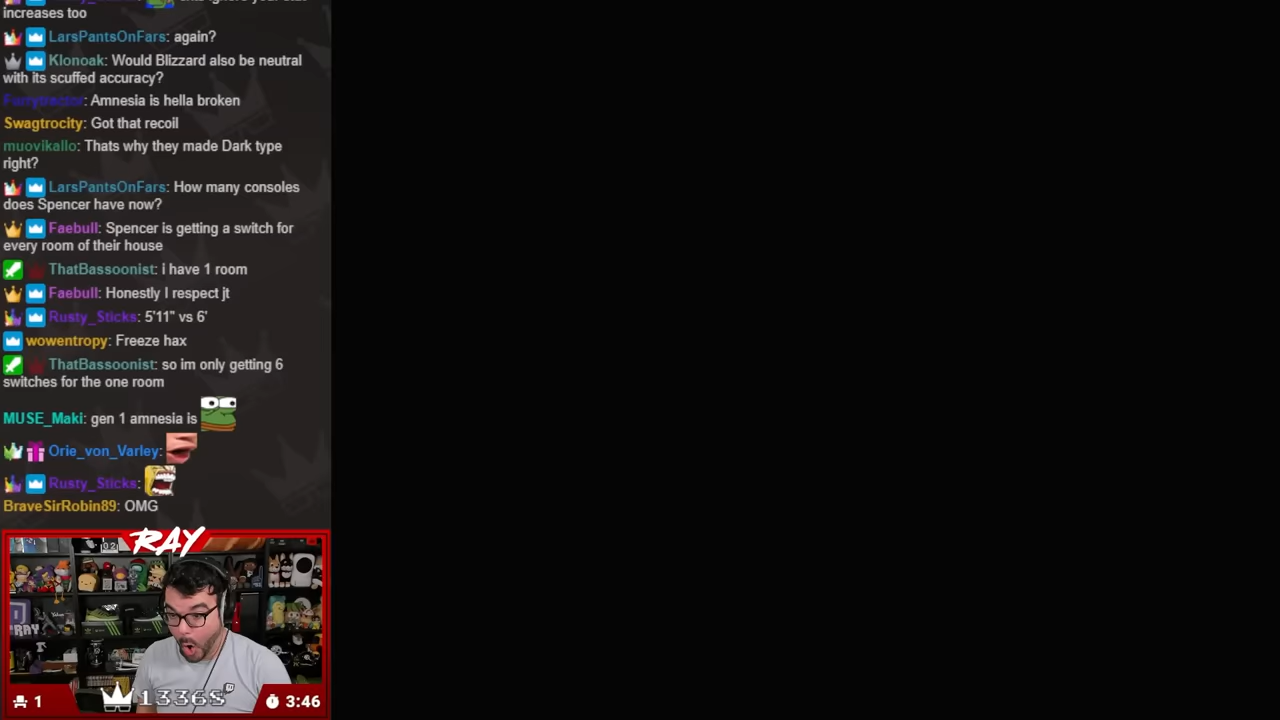 increases too
LarsPantsOnFars: again?
Klonoak: Would Blizzard also be neutral
with its scuffed accuracy?
Furrytractor: Amnesia is hella broken
Swagtrocity: Got that recoil
muovikallo: Thats why they made Dark type
right?
LarsPantsOnFars: How many consoles
does Spencer have now?
Faebull: Spencer is getting a switch for
every room of their house
ThatBassoonist: i have 1 room
Faebull: Honestly I respect jt
Rusty_Sticks: 5'11" vs 6'
wowentropy: Freeze hax
ThatBassoonist: so im only getting 6
switches for the one room
MUSE_Maki: gen 1 amnesia is
Orie_von_Varley:
Rusty_Sticks:
BraveSirRobin89: OMG
RAY
RAY
1
13368
3:46